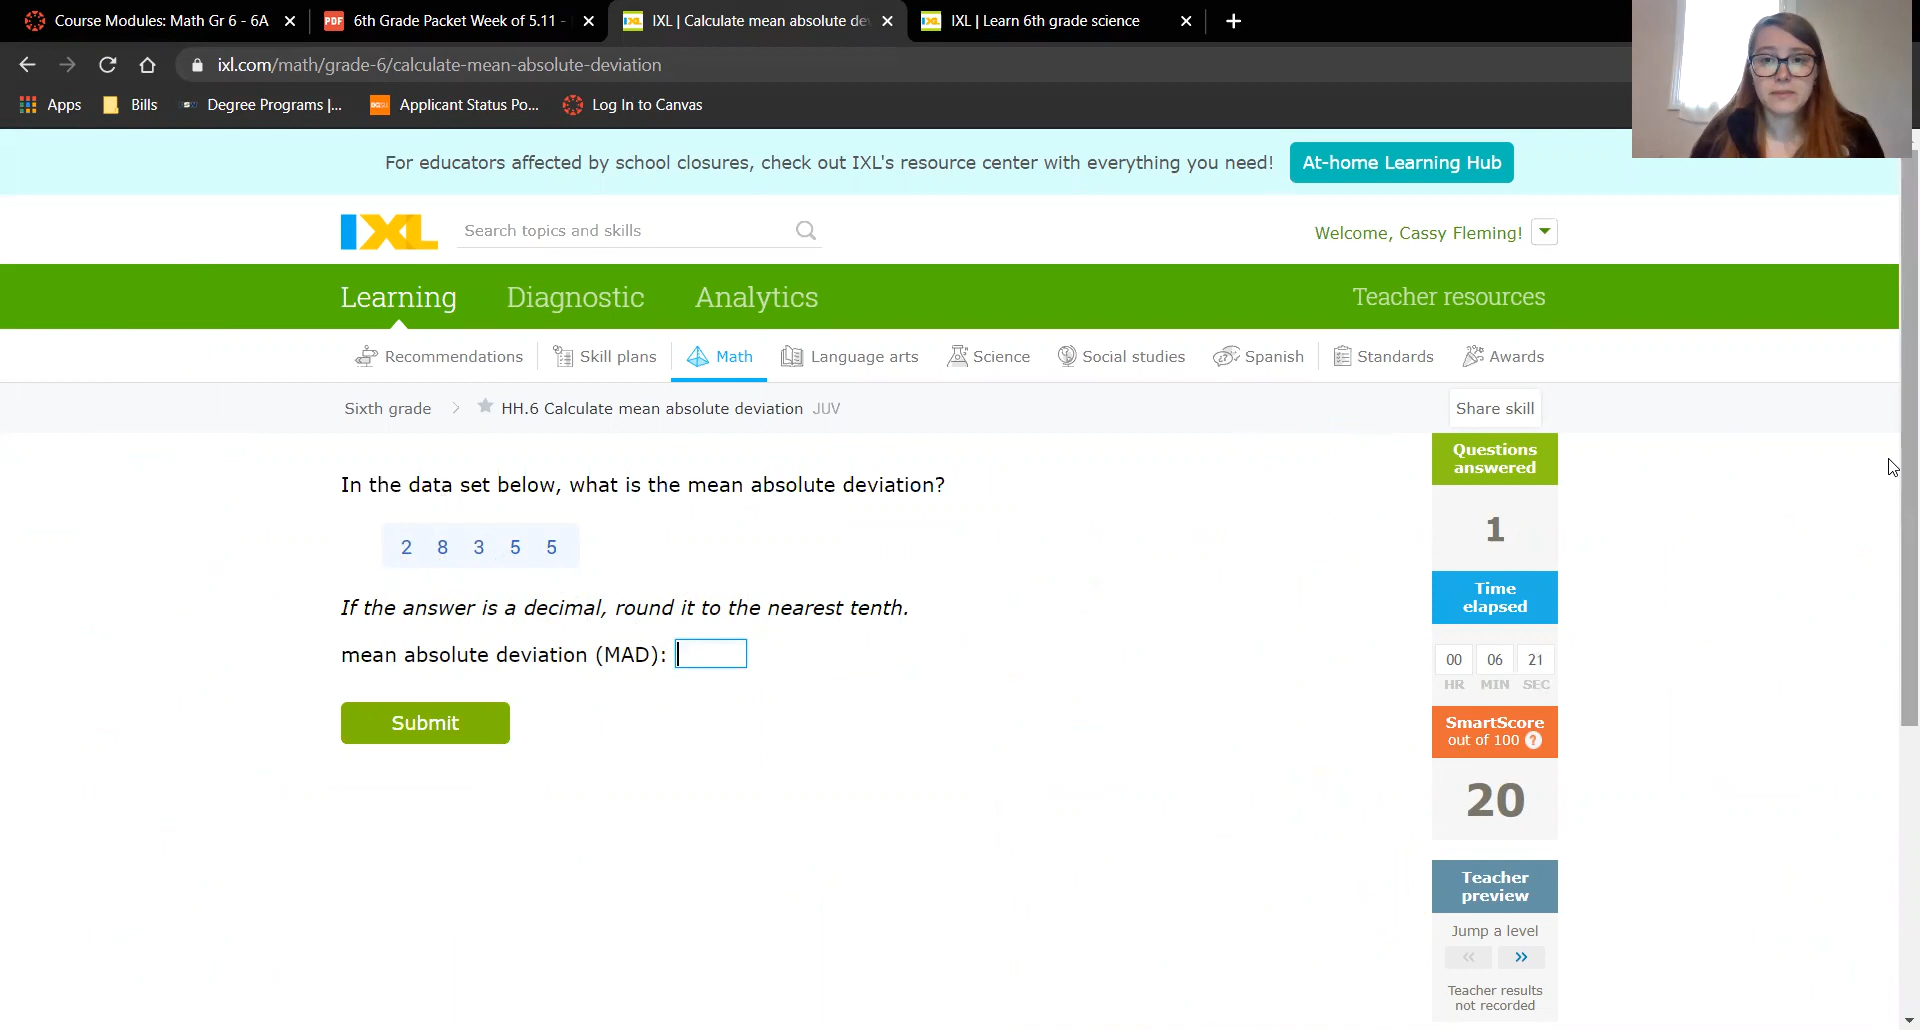 Course Modules: Math Gr 6 - 6A
PDF 6th Grade Packet Week of 5.11 -
IXL | Calculate mean absolute de
IXL | Learn 6th grade science
ixl.com/math/grade-6/calculate-mean-absolute-deviation
Apps Bills Degree Programs |... Applicant Status Po... Log In to Canvas
For educators affected by school closures, check out IXL's resource center with everything you need! At-home Learning Hub
IXL Search topics and skills Welcome, Cassy Fleming!
Learning Diagnostic Analytics Teacher resources
Recommendations Skill plans Math Language arts Science Social studies Spanish Standards Awards
Sixth grade > HH.6 Calculate mean absolute deviation JUV Share skill
In the data set below, what is the mean absolute deviation?
2 8 3 5 5
If the answer is a decimal, round it to the nearest tenth.
mean absolute deviation (MAD):
Submit
Questions
answered
1
Time
elapsed
00 06 21
HR MIN SEC
SmartScore
out of 100 ?
20
Teacher
preview
Jump a level
<< >>
Teacher results
not recorded